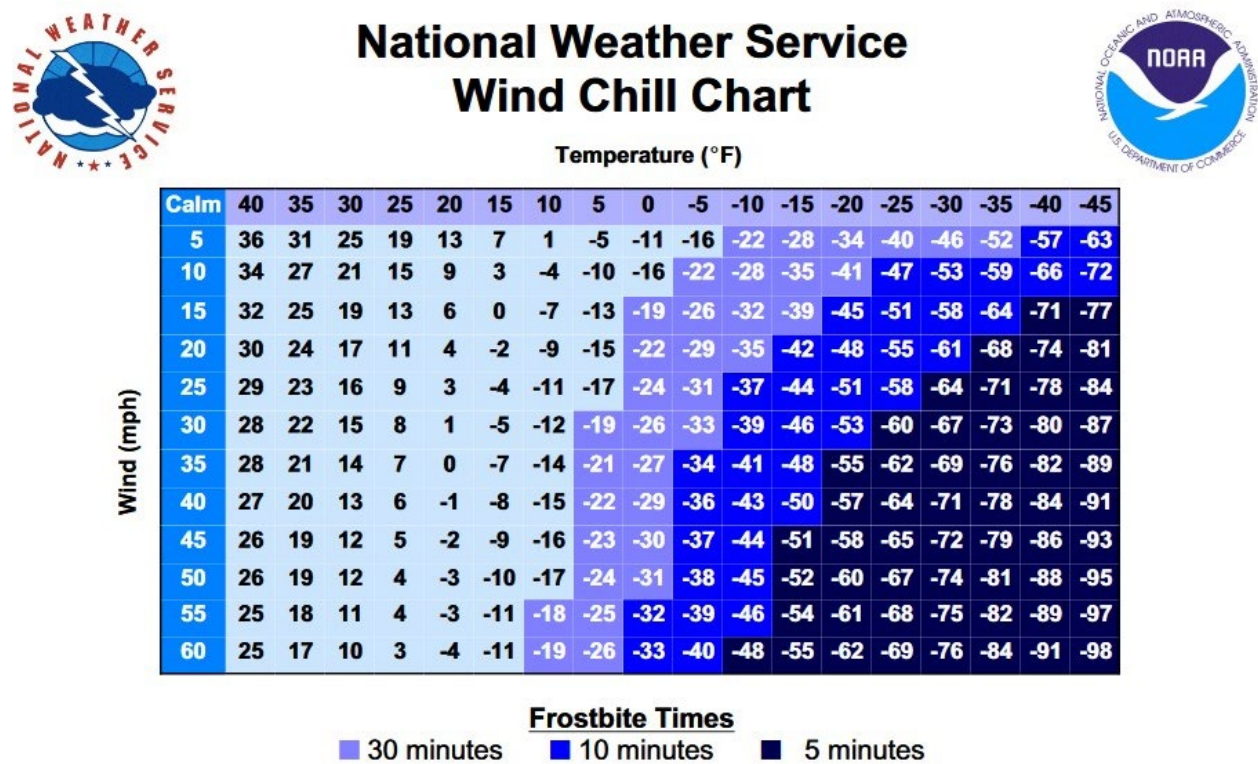 NATIONAL WEATHER SERVICE
National Weather Service
Wind Chill Chart
NATIONAL OCEANIC AND ATMOSPHERIC ADMINISTRATION
NOAA
U.S. DEPARTMENT OF COMMERCE
Temperature (°F)
Wind (mph)
Calm 40 35 30 25 20 15 10 5 0 -5 -10 -15 -20 -25 -30 -35 -40 -45
5 36 31 25 19 13 7 1 -5 -11 -16 -22 -28 -34 -40 -46 -52 -57 -63
10 34 27 21 15 9 3 -4 -10 -16 -22 -28 -35 -41 -47 -53 -59 -66 -72
15 32 25 19 13 6 0 -7 -13 -19 -26 -32 -39 -45 -51 -58 -64 -71 -77
20 30 24 17 11 4 -2 -9 -15 -22 -29 -35 -42 -48 -55 -61 -68 -74 -81
25 29 23 16 9 3 -4 -11 -17 -24 -31 -37 -44 -51 -58 -64 -71 -78 -84
30 28 22 15 8 1 -5 -12 -19 -26 -33 -39 -46 -53 -60 -67 -73 -80 -87
35 28 21 14 7 0 -7 -14 -21 -27 -34 -41 -48 -55 -62 -69 -76 -82 -89
40 27 20 13 6 -1 -8 -15 -22 -29 -36 -43 -50 -57 -64 -71 -78 -84 -91
45 26 19 12 5 -2 -9 -16 -23 -30 -37 -44 -51 -58 -65 -72 -79 -86 -93
50 26 19 12 4 -3 -10 -17 -24 -31 -38 -45 -52 -60 -67 -74 -81 -88 -95
55 25 18 11 4 -3 -11 -18 -25 -32 -39 -46 -54 -61 -68 -75 -82 -89 -97
60 25 17 10 3 -4 -11 -19 -26 -33 -40 -48 -55 -62 -69 -76 -84 -91 -98
Frostbite Times
30 minutes 10 minutes 5 minutes